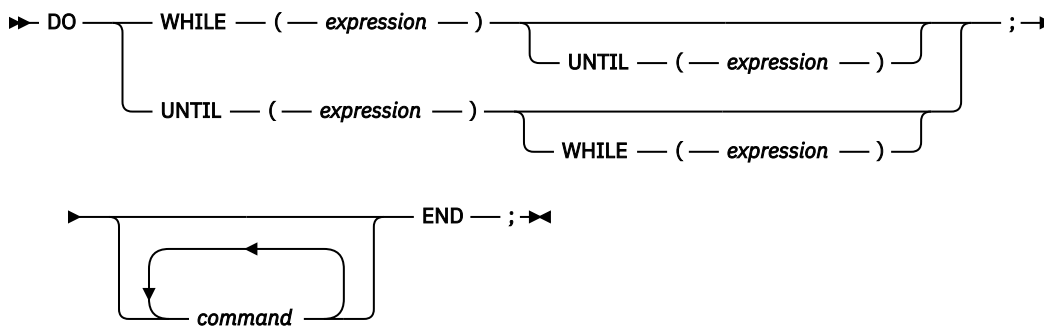 DO WHILE ( expression ) ;
UNTIL ( expression )
UNTIL ( expression )
WHILE ( expression )
END ;
command